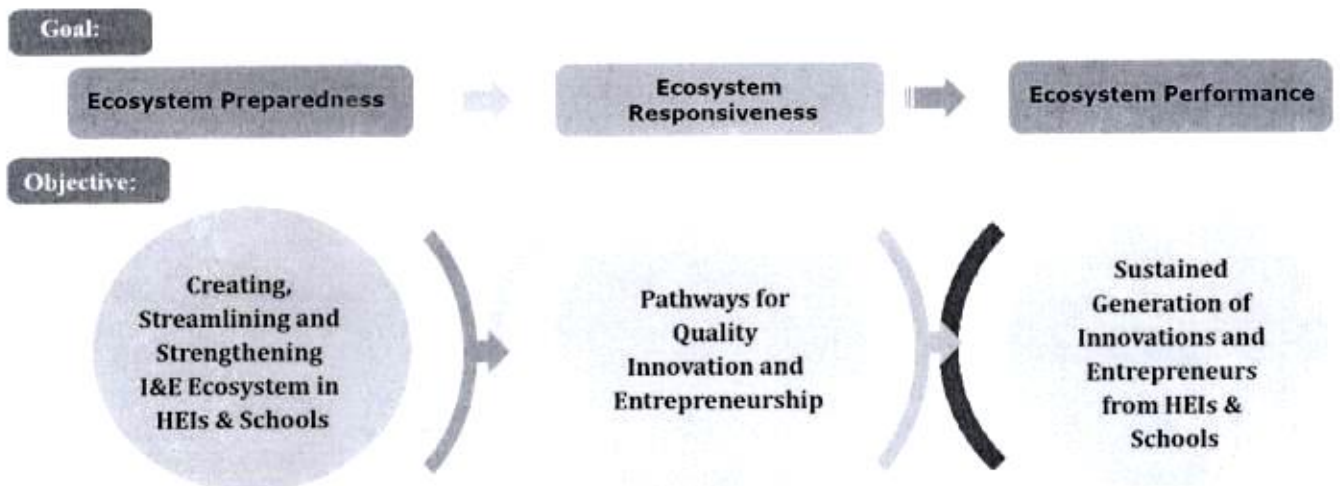 Goal:
Ecosystem Preparedness
Ecosystem
Responsiveness
Ecosystem Performance
Objective:
Creating,
Streamlining and
Strengthening
I&E Ecosystem in
HEIs & Schools
Pathways for
Quality
Innovation and
Entrepreneurship
Sustained
Generation of
Innovations and
Entrepreneurs
from HEIs &
Schools